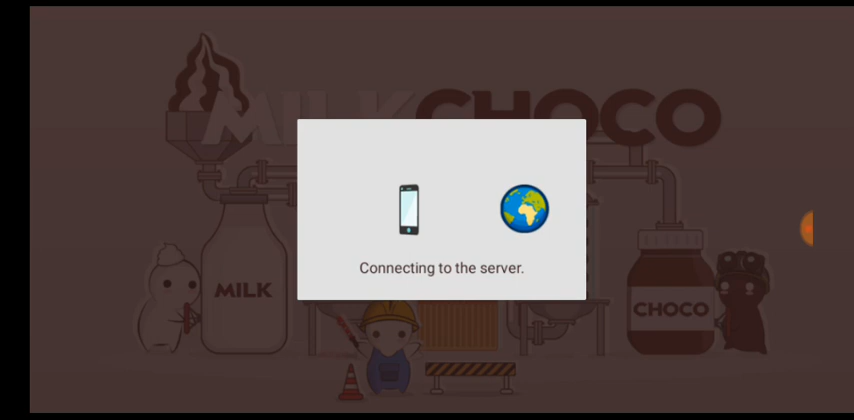 MILKCHOCO
Connecting to the server.
MILK
CHOCO